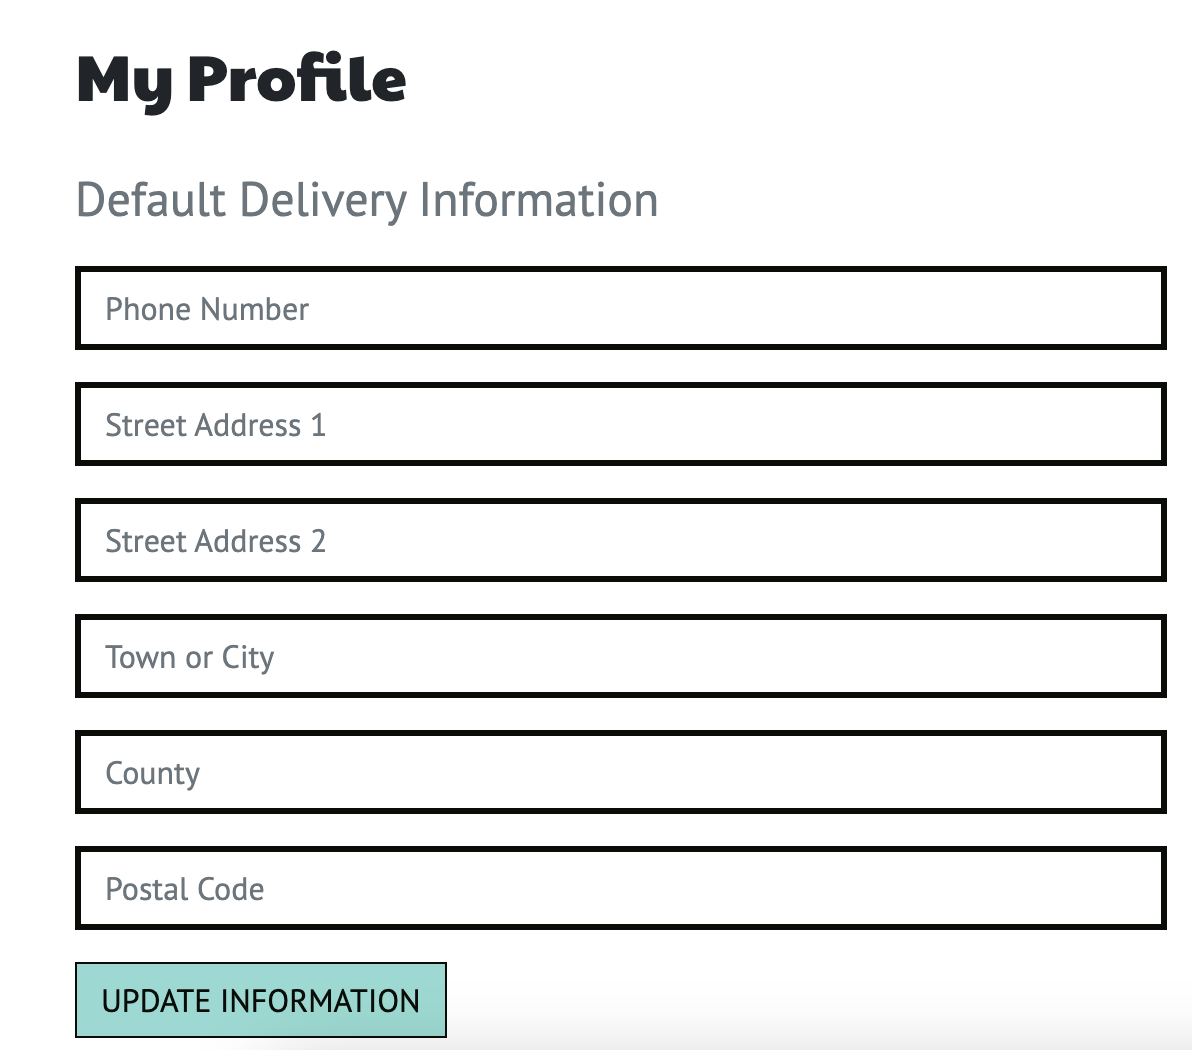 My Profile
Default Delivery Information
Phone Number
Street Address 1
Street Address 2
Town or City
County
Postal Code
UPDATE INFORMATION